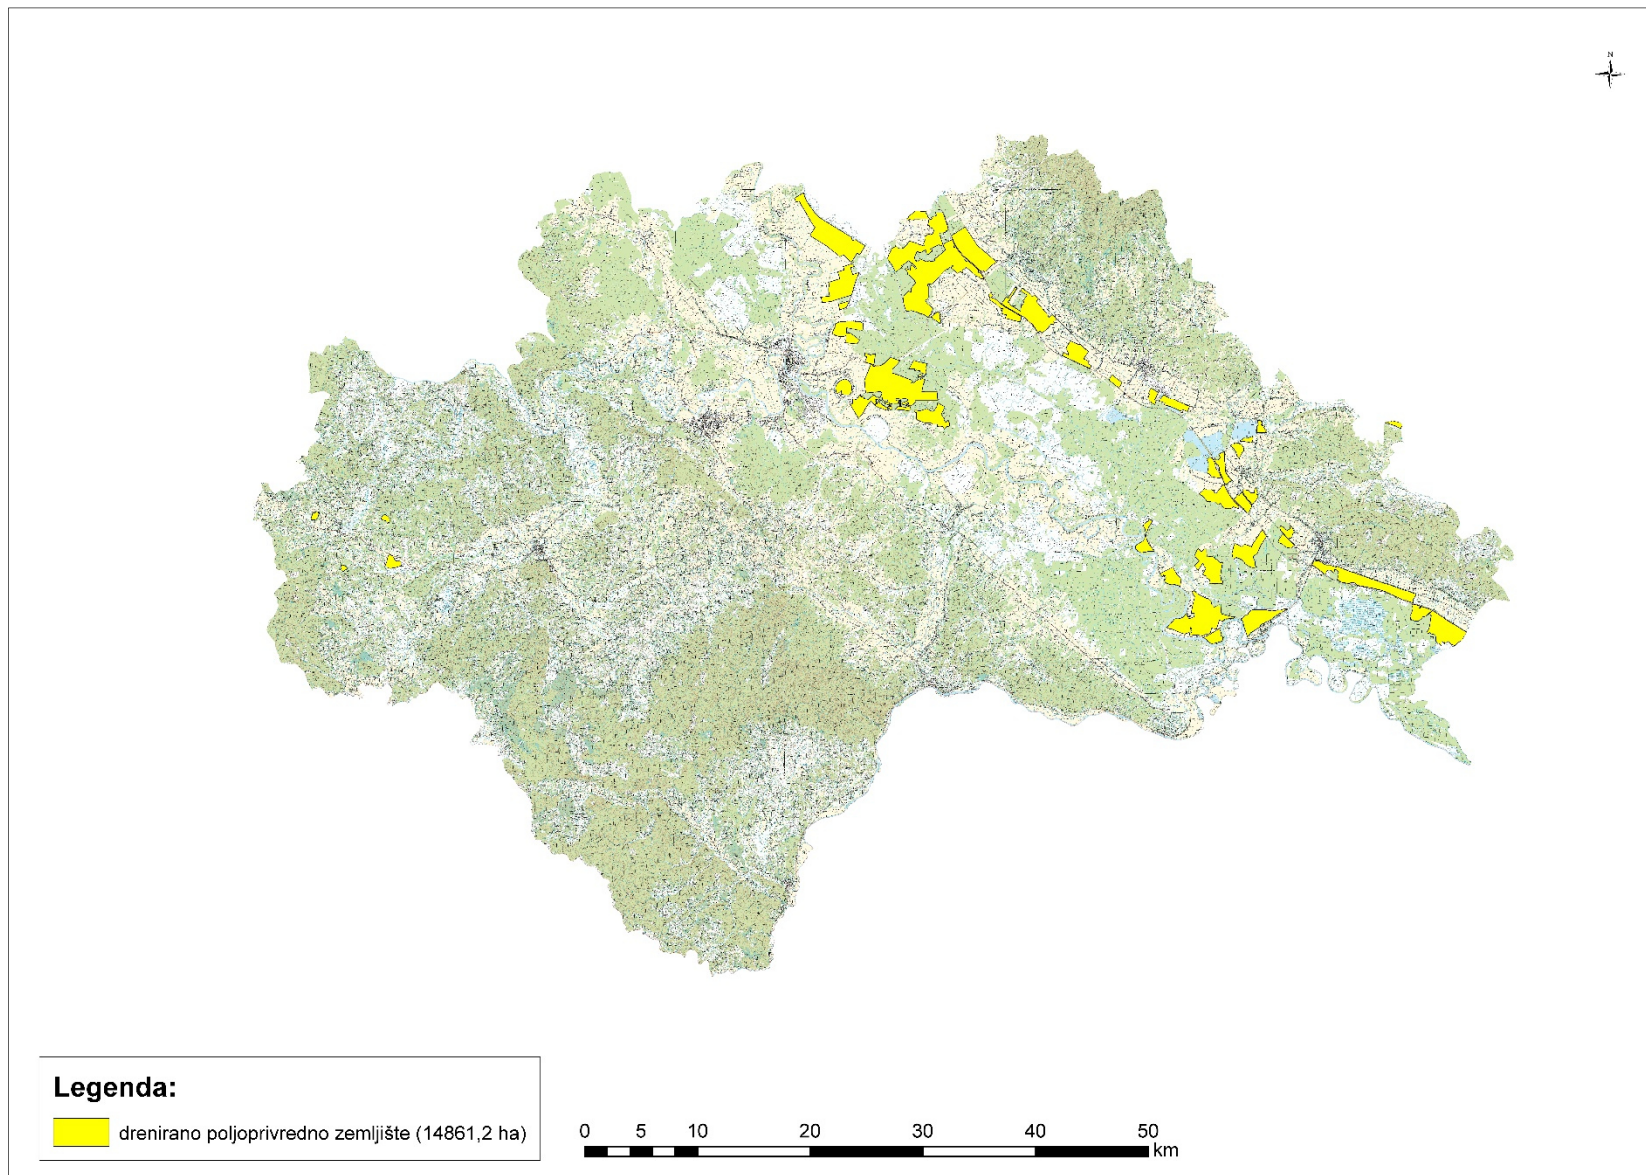 N
Legenda:
drenirano poljoprivredno zemljište (14861,2 ha)
0 5 10 20 30 40 50
km